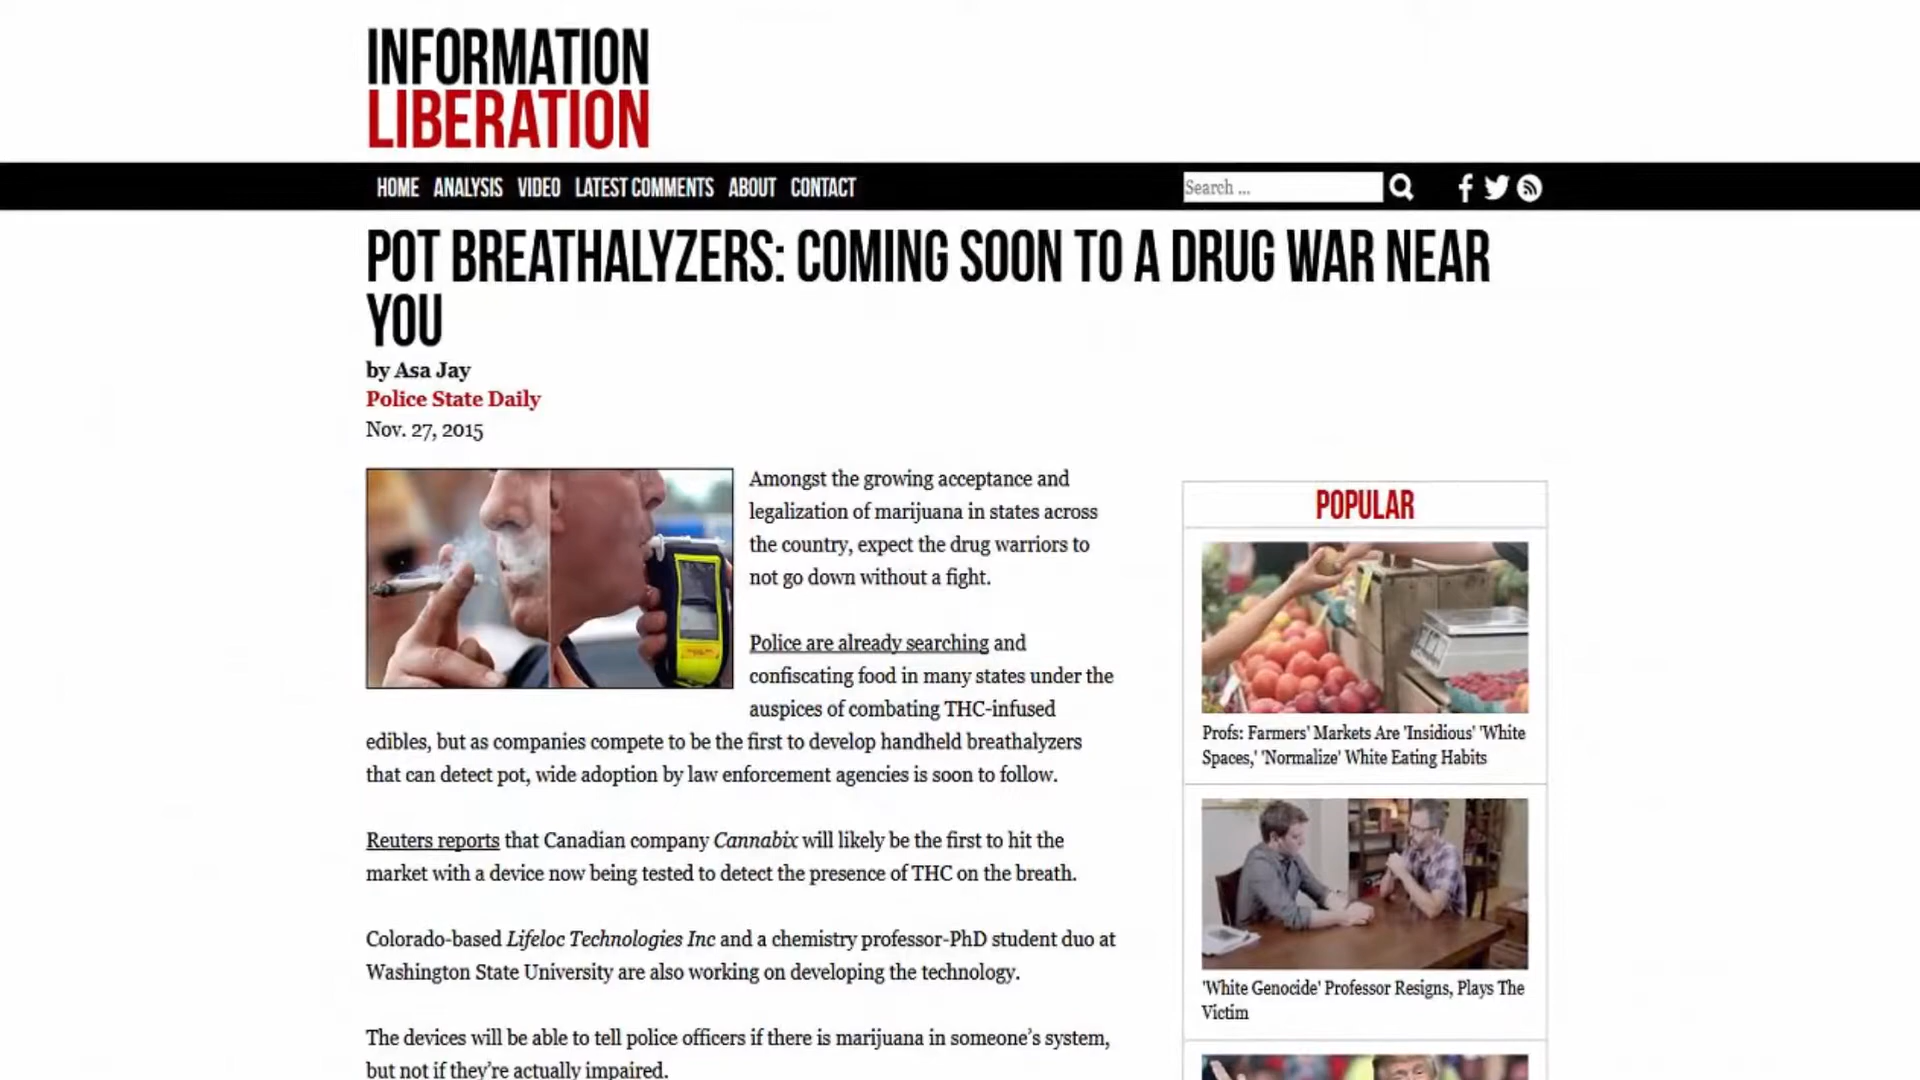 INFORMATION
LIBERATION
HOME ANALYSIS VIDEO LATEST COMMENTS ABOUT CONTACT
Search ...
POT BREATHALYZERS: COMING SOON TO A DRUG WAR NEAR
YOU
by Asa Jay
Police State Daily
Nov. 27, 2015
Amongst the growing acceptance and
legalization of marijuana in states across
the country, expect the drug warriors to
not go down without a fight.
Police are already searching and
confiscating food in many states under the
auspices of combating THC-infused
edibles, but as companies compete to be the first to develop handheld breathalyzers
that can detect pot, wide adoption by law enforcement agencies is soon to follow.
Reuters reports that Canadian company Cannabix will likely be the first to hit the
market with a device now being tested to detect the presence of THC on the breath.
Colorado-based Lifeloc Technologies Inc and a chemistry professor-PhD student duo at
Washington State University are also working on developing the technology.
The devices will be able to tell police officers if there is marijuana in someone's system,
but not if they're actually impaired.
POPULAR
Profs: Farmers' Markets Are 'Insidious' 'White
Spaces,' 'Normalize' White Eating Habits
'White Genocide' Professor Resigns, Plays The
Victim